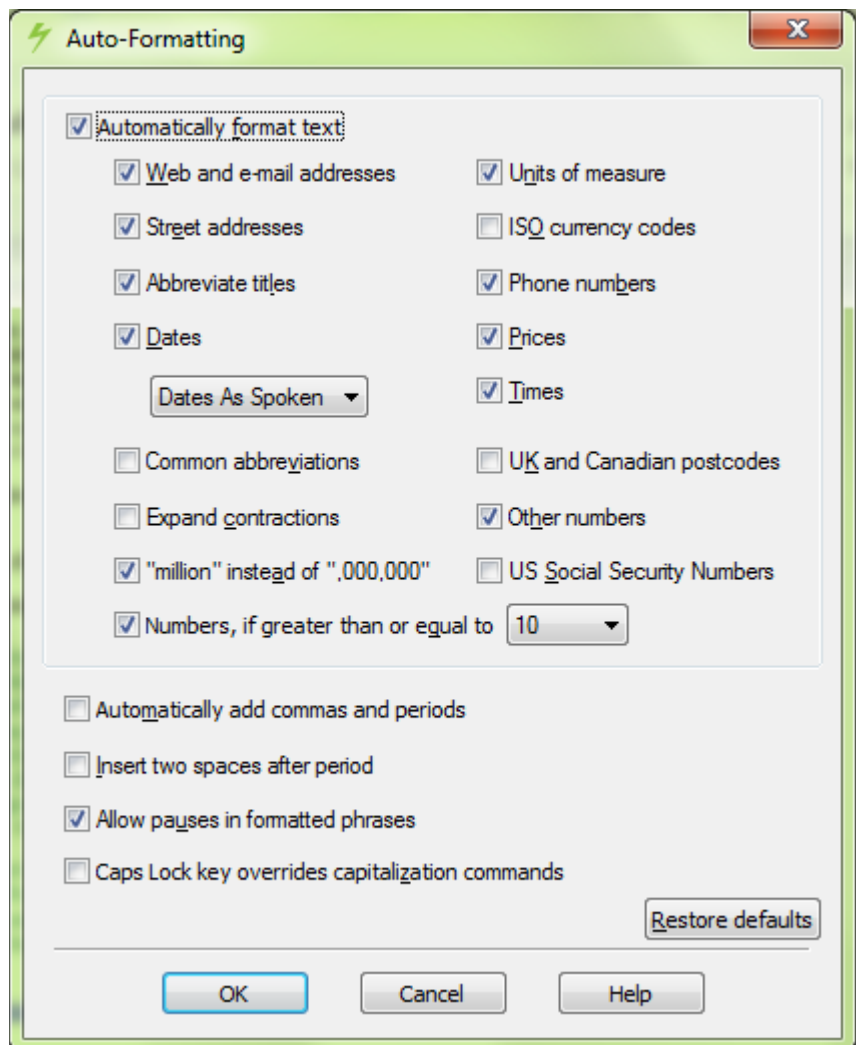 Auto-Formatting
Automatically format text
Web and e-mail addresses
Units of measure
Street addresses
ISO currency codes
Abbreviate titles
Phone numbers
Dates
Prices
Dates As Spoken
Times
Common abbreviations
UK and Canadian postcodes
Expand contractions
Other numbers
"million" instead of ",000,000"
US Social Security Numbers
Numbers, if greater than or equal to 10
Automatically add commas and periods
Insert two spaces after period
Allow pauses in formatted phrases
Caps Lock key overrides capitalization commands
Restore defaults
OK Cancel Help